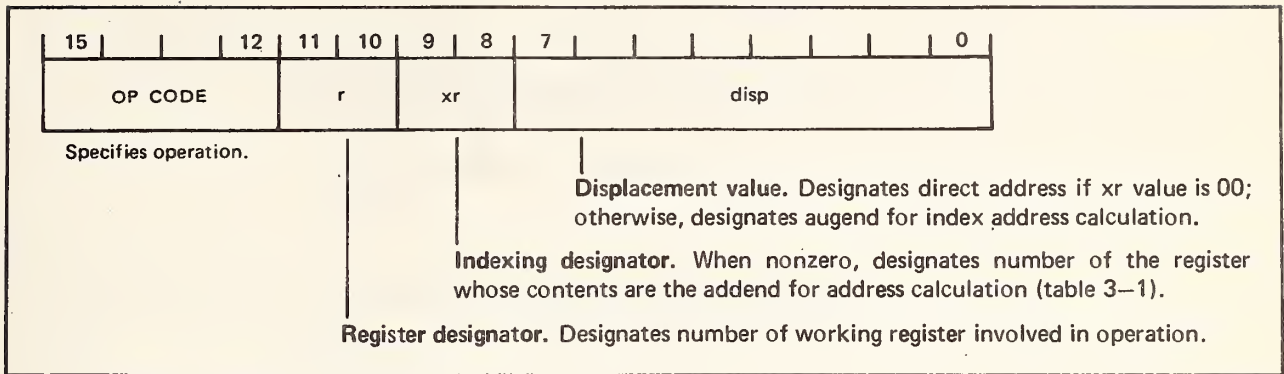 15 12 11 10 9 8 7 0
OP CODE r xr disp
Specifies operation.
Displacement value. Designates direct address if xr value is 00;
otherwise, designates augend for index address calculation.
Indexing designator. When nonzero, designates number of the register
whose contents are the addend for address calculation (table 3—1).
Register designator. Designates number of working register involved in operation.